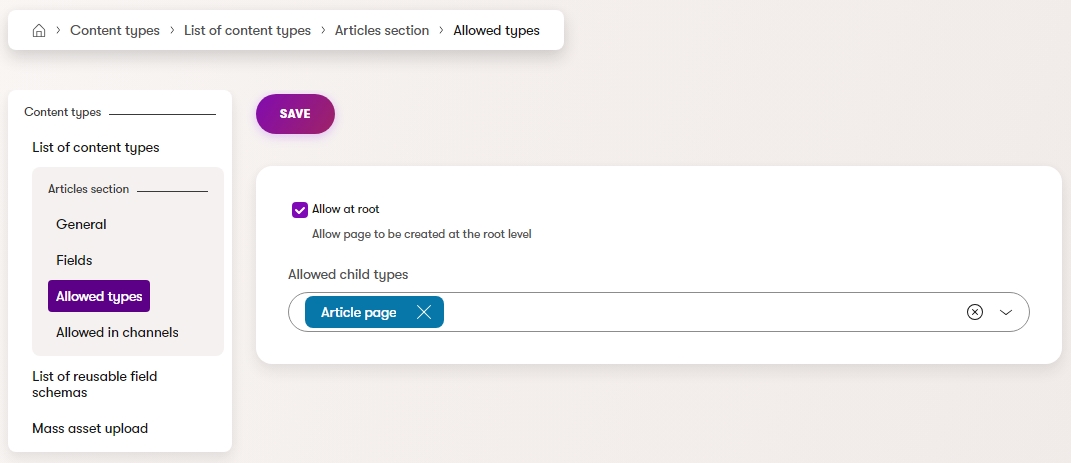 Content types > List of content types > Articles section > Allowed types
Content types
List of content types
Articles section
General
Fields
Allowed types
Allowed in channels
List of reusable field
schemas
Mass asset upload
SAVE
Allow at root
Allow page to be created at the root level
Allowed child types
Article page